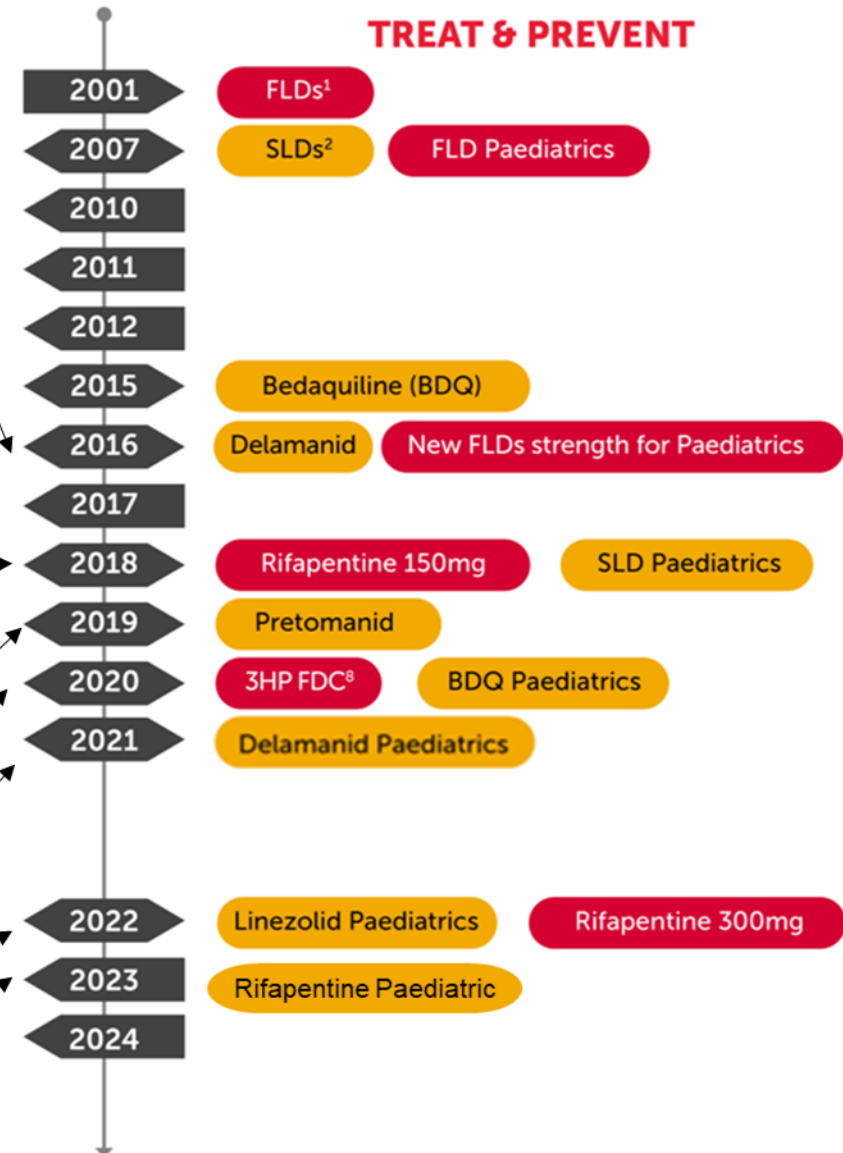 TREAT & PREVENT
2001 FLDs¹
2007 SLDs² FLD Paediatrics
2010
2011
2012
2015 Bedaquiline (BDQ)
2016 Delamanid New FLDs strength for Paediatrics
2017
2018 Rifapentine 150mg SLD Paediatrics
2019 Pretomanid
2020 3HP FDC⁸ BDQ Paediatrics
2021 Delamanid Paediatrics
2022 Linezolid Paediatrics Rifapentine 300mg
2023 Rifapentine Paediatric
2024